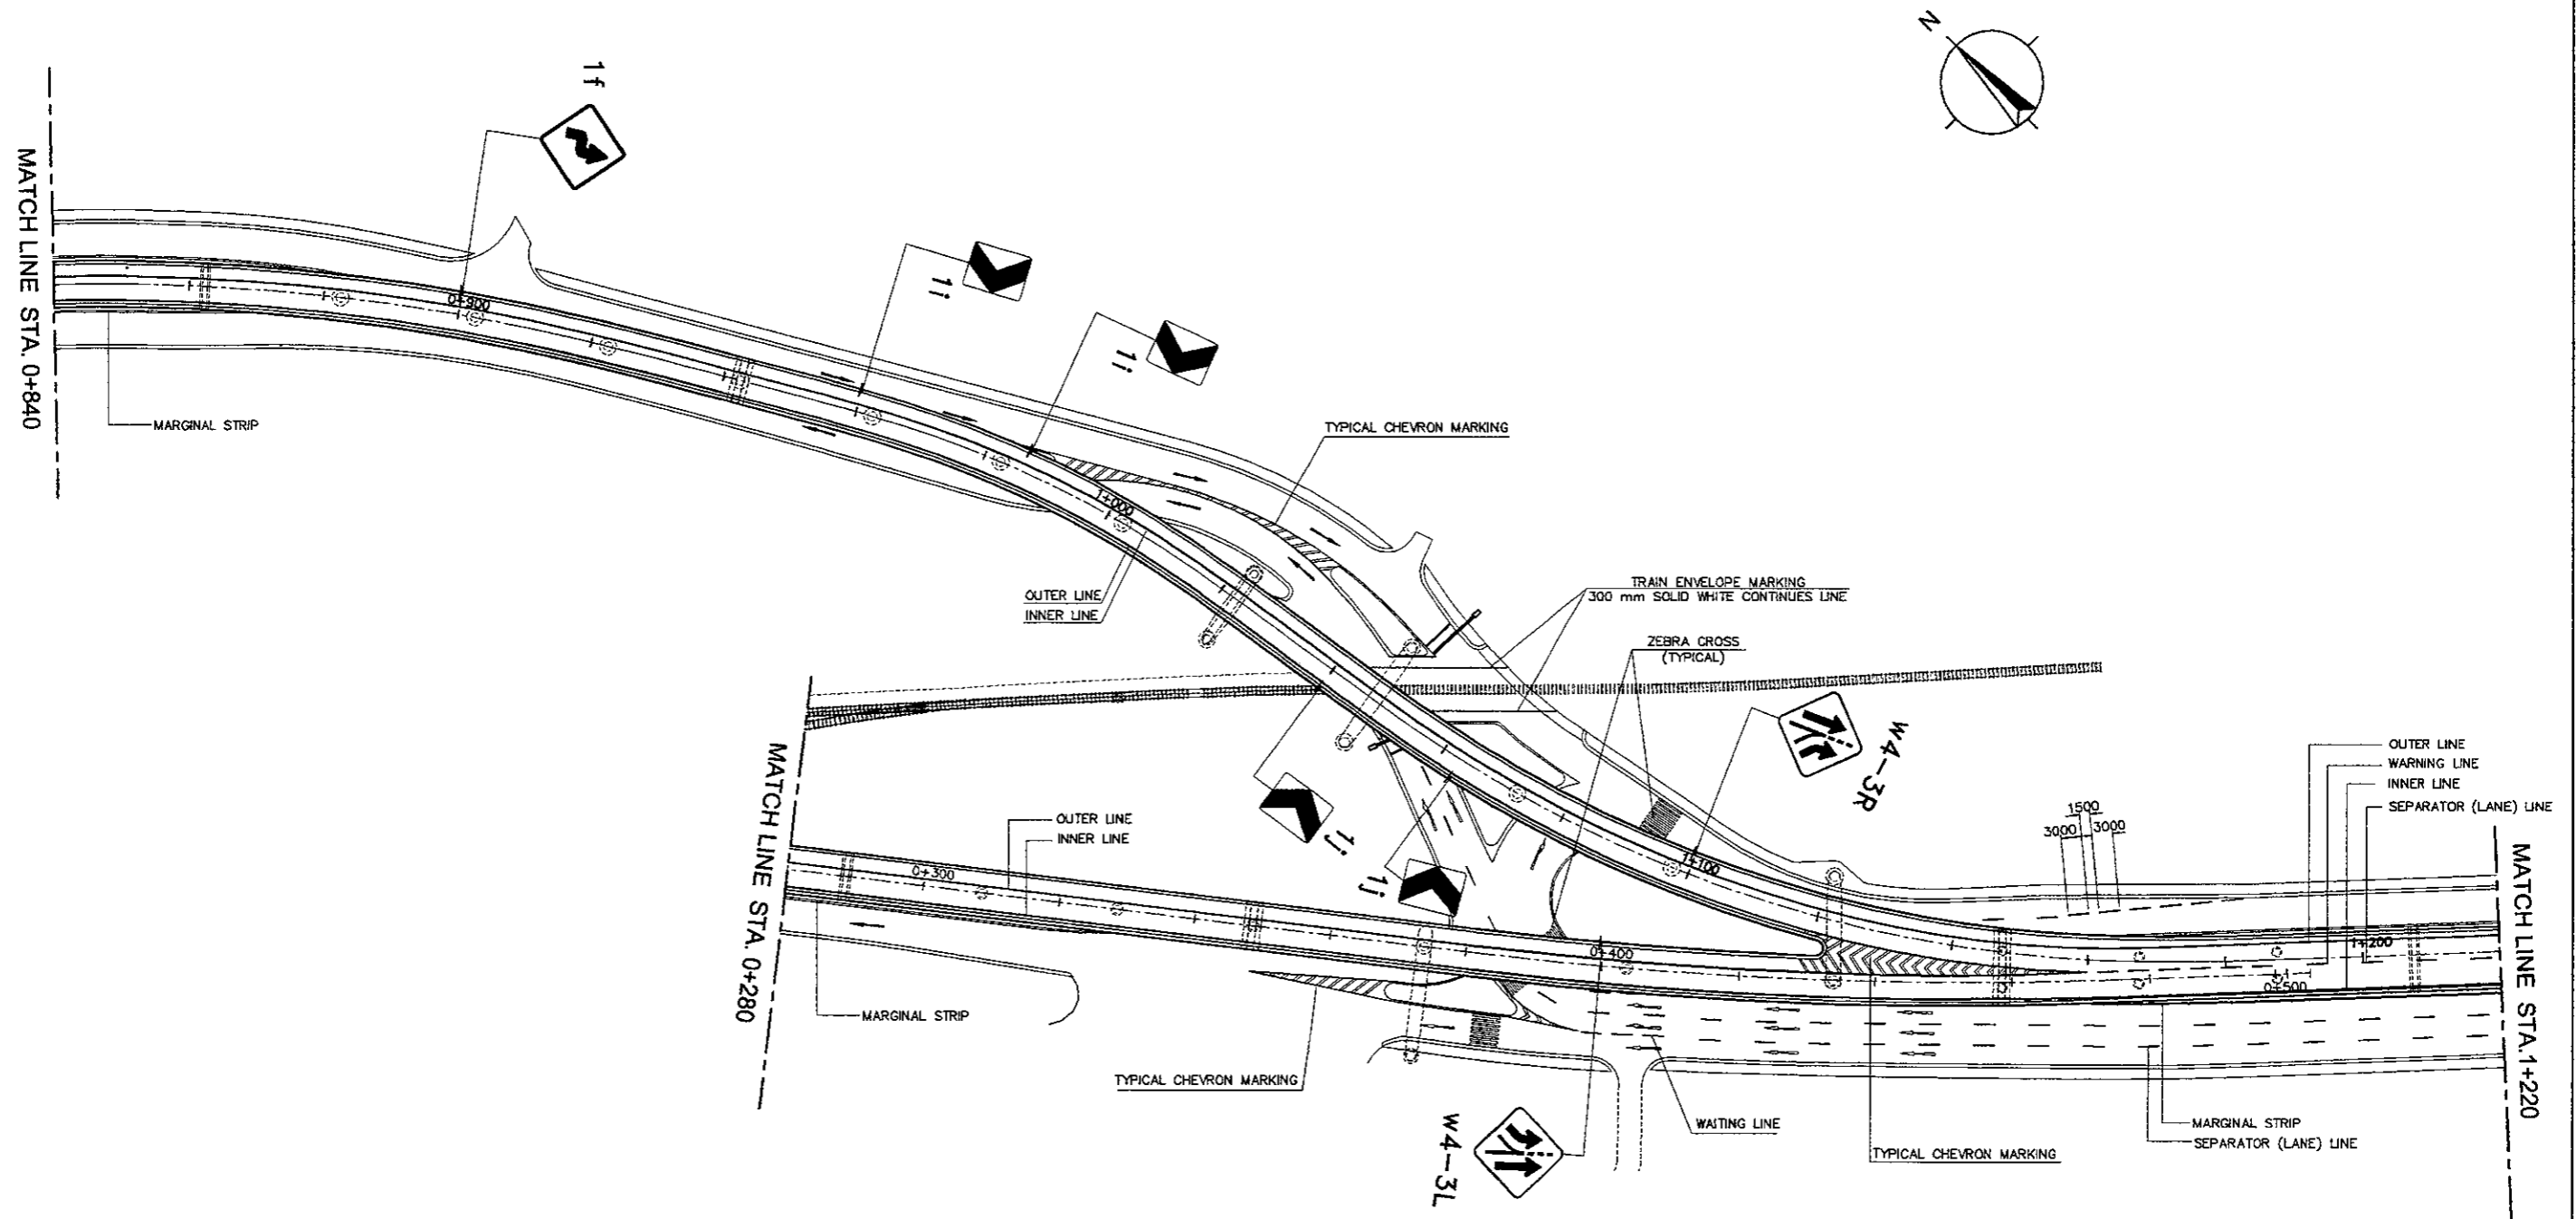 N
1f
MATCH LINE STA. 0+840
0+900
MARGINAL STRIP
1i
1i
TYPICAL CHEVRON MARKING
1+000
OUTER LINE
INNER LINE
TRAIN ENVELOPE MARKING
300 mm SOLID WHITE CONTINUES LINE
ZEBRA CROSS
(TYPICAL)
W4-3R
OUTER LINE
WARNING LINE
INNER LINE
SEPARATOR (LANE) LINE
1500
3000
3000
MATCH LINE STA. 0+280
OUTER LINE
INNER LINE
0+300
1j
1j
1+100
0+400
1+200
0+500
MATCH LINE STA.1+220
MARGINAL STRIP
TYPICAL CHEVRON MARKING
W4-3L
WAITING LINE
TYPICAL CHEVRON MARKING
MARGINAL STRIP
SEPARATOR (LANE) LINE